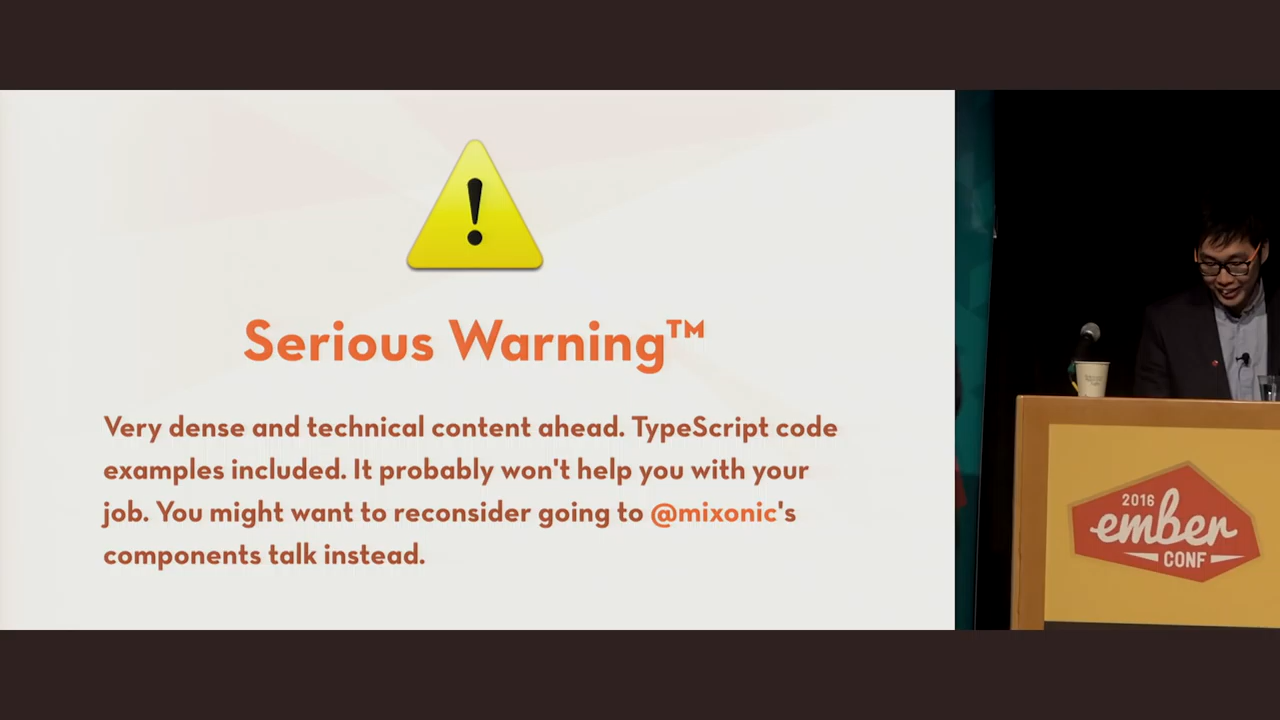 Serious Warning™
Very dense and technical content ahead. TypeScript code
examples included. It probably won't help you with your
job. You might want to reconsider going to @mixonic's
components talk instead.
2016
ember
CONF